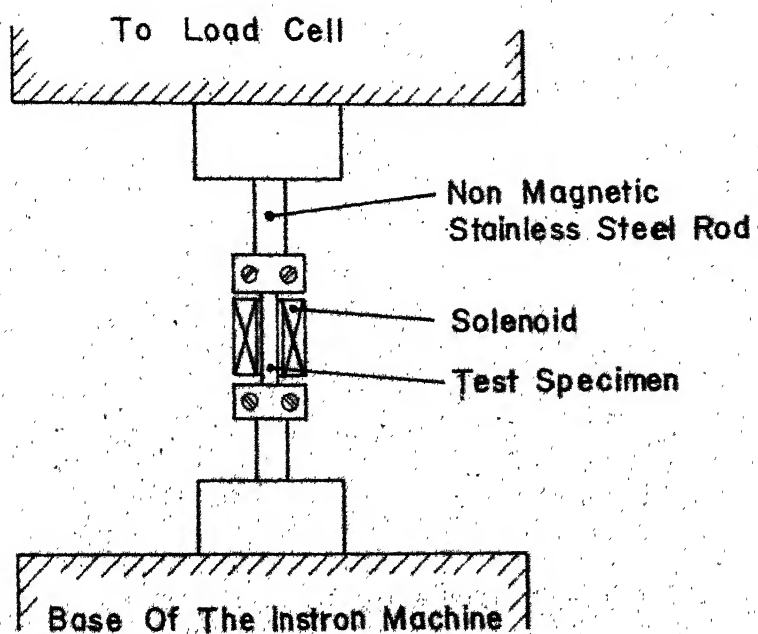 To Load Cell
Non Magnetic
Stainless Steel Rod
Solenoid
Test Specimen
Base Of The Instron Machine